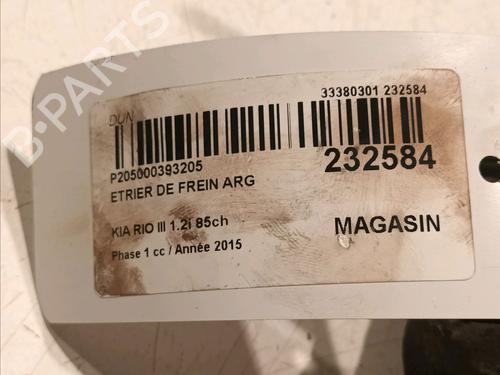 B-PARTS
DUN
33380301 232584
P205000393205
232584
ETRIER DE FREIN ARG
KIA RIO III 1.2i 85ch
MAGASIN
Phase 1 cc / Année 2015